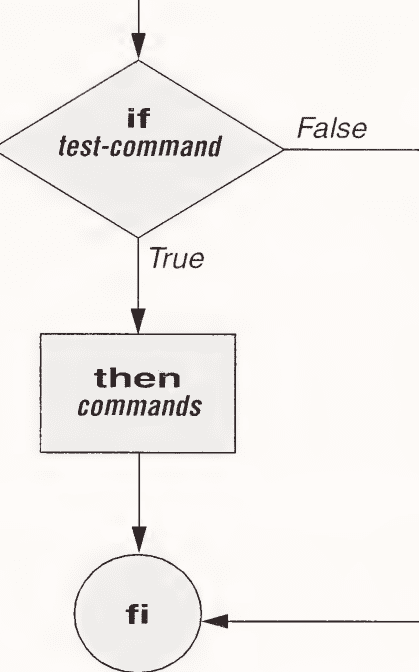 if
test-command
False
True
then
commands
fi